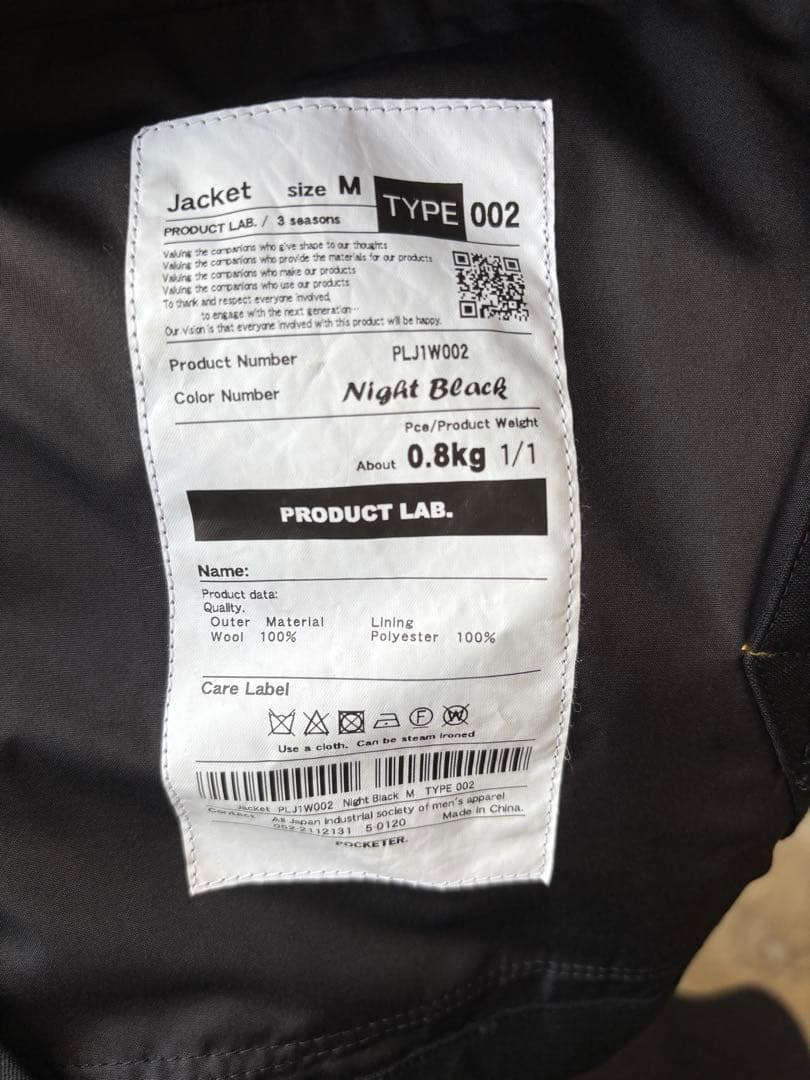 Jacket size M TYPE 002
PRODUCT LAB. / 3 seasons
Valuing the companions who give shape to our thoughts
Valuing the companions who provide the materials for our products
Valuing the companions who make our products
Valuing the companions who use our products
To thank and respect everyone involved,
to engage with the next generation…
Our Vision is that everyone involved with this product will be happy.
Product Number PLJ1W002
Color Number Night Black
Pce/Product Weight
About 0.8kg 1/1
PRODUCT LAB.
Name:
Product data:
Quality.
Outer Material Lining
Wool 100% Polyester 100%
Care Label
F W
Use a cloth. Can be steam ironed
Jacket PLJ1W002 Night Black M TYPE 002
Contact All Japan industrial society of men's apparel
052-2112131 5-0120 Made in China.
POCKETER.